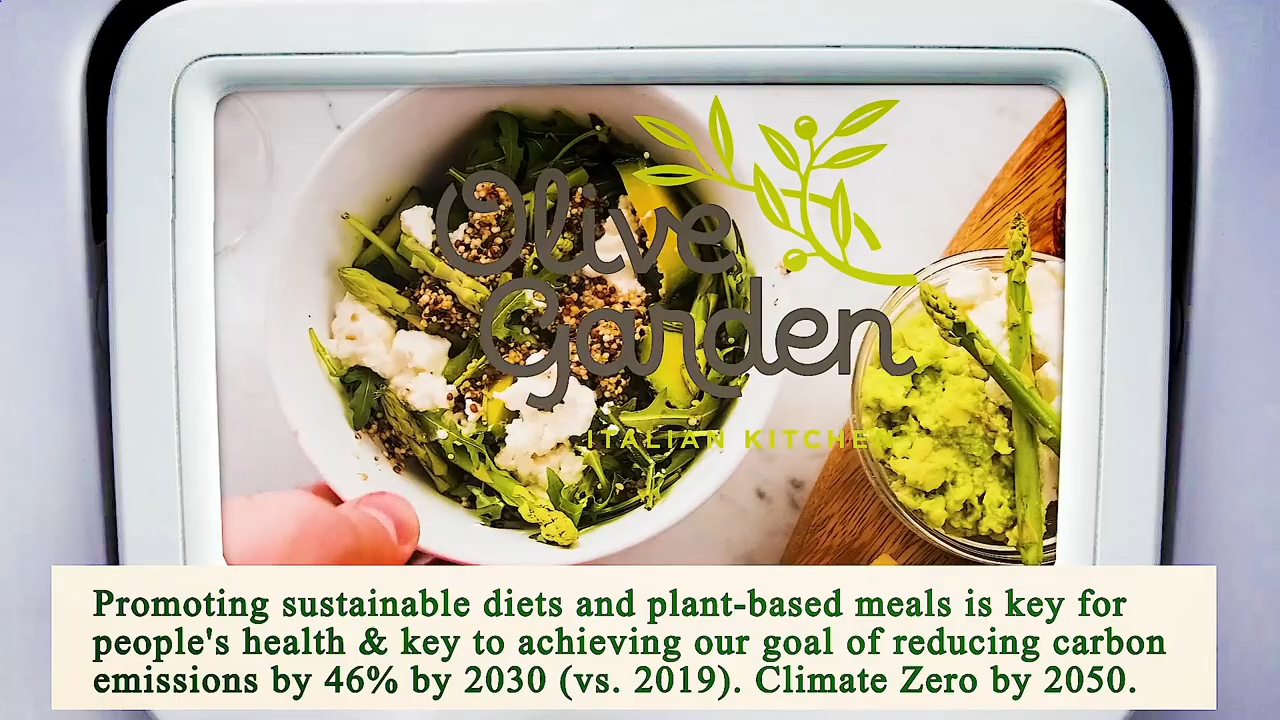 Olive
Garden
ITALIAN KITCHEN
Promoting sustainable diets and plant-based meals is key for
people's health & key to achieving our goal of reducing carbon
emissions by 46% by 2030 (vs. 2019). Climate Zero by 2050.